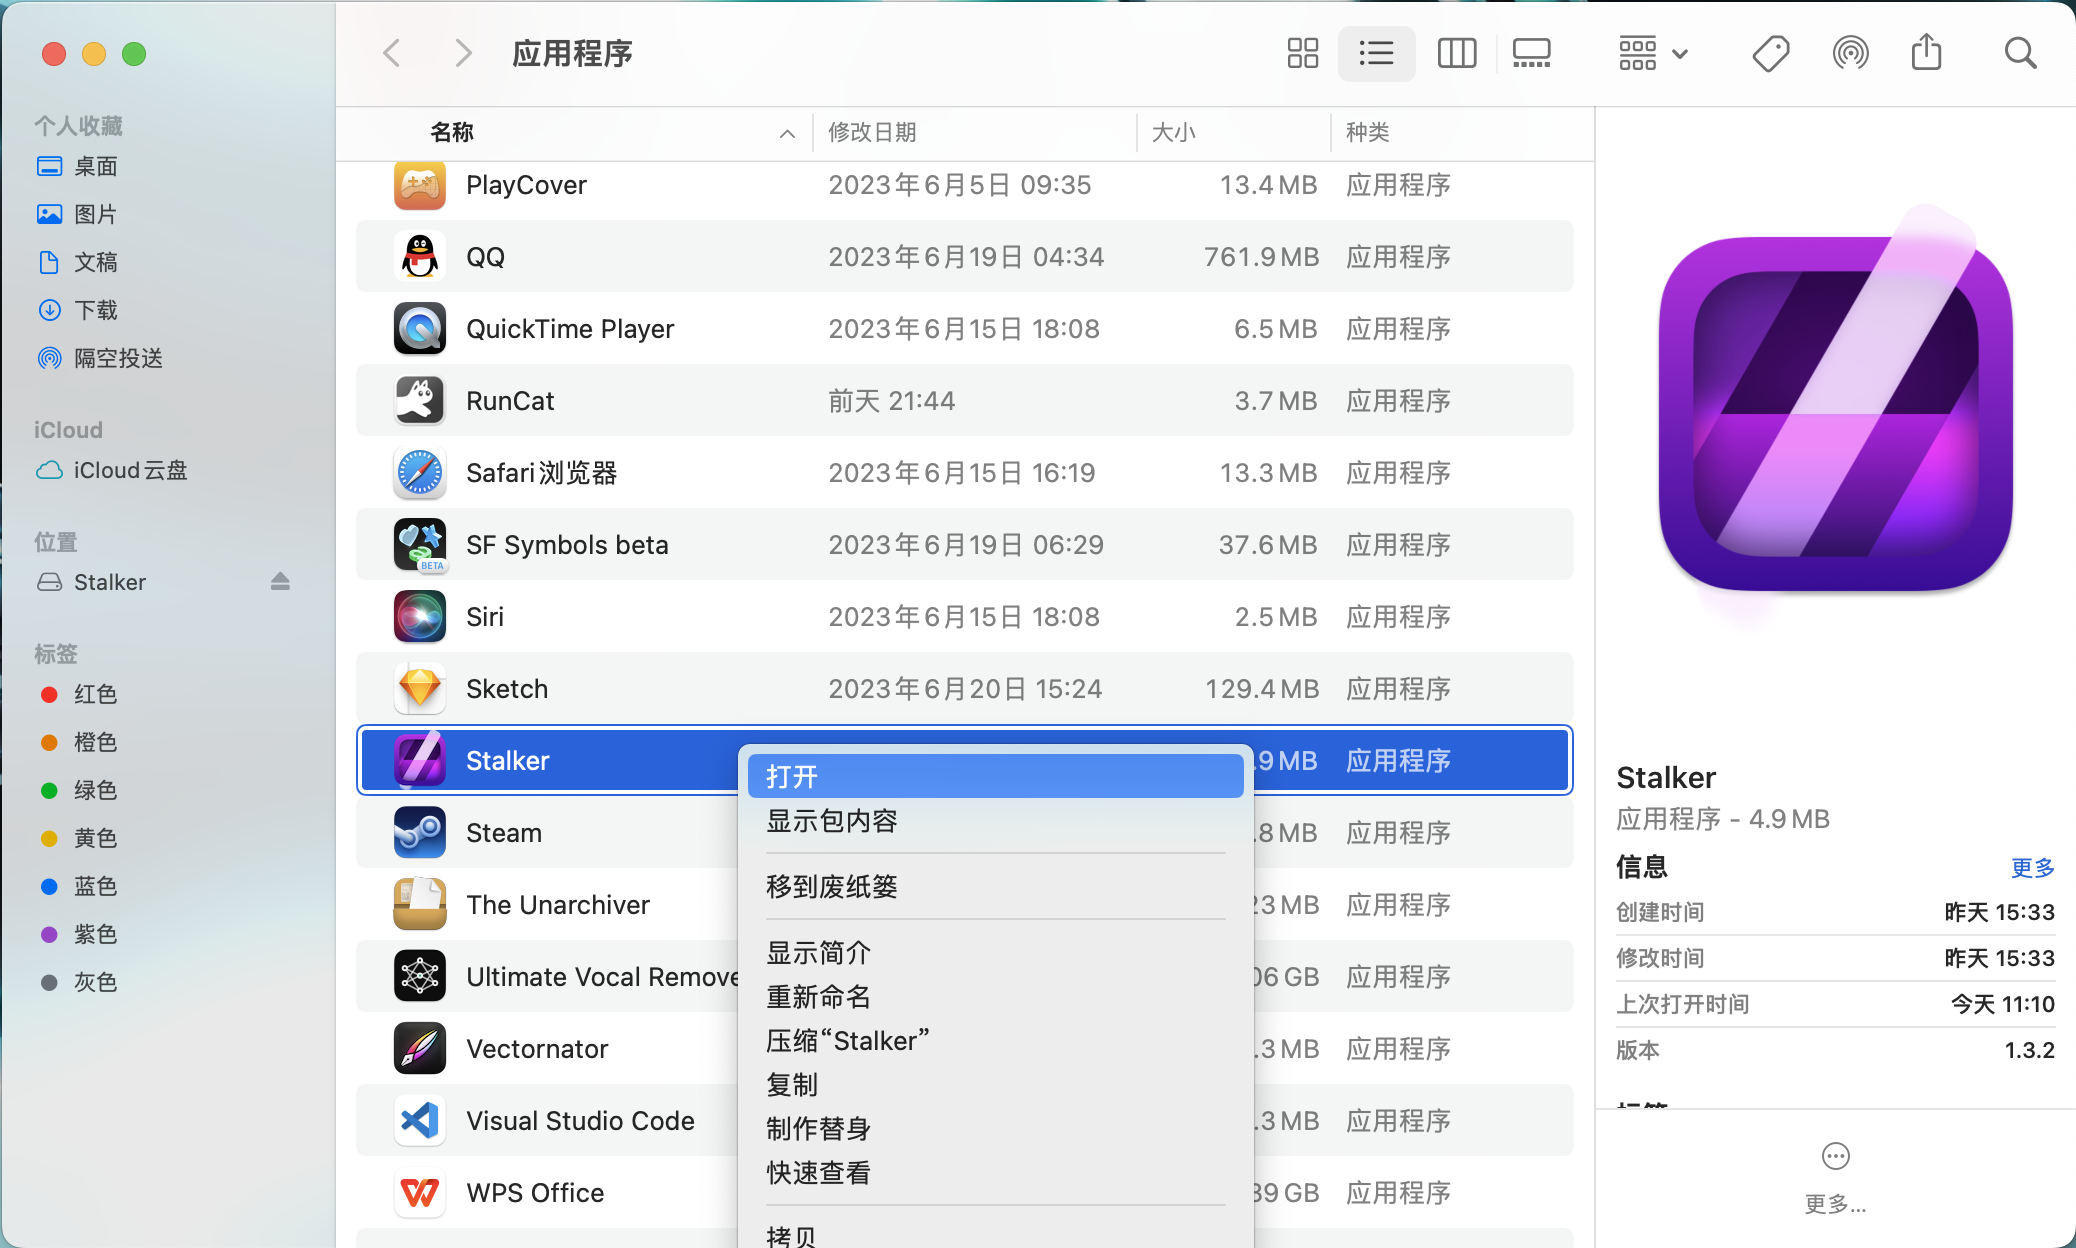 应用程序
个人收藏
桌面
图片
文稿
下载
隔空投送
iCloud
iCloud云盘
位置
Stalker
标签
红色
橙色
绿色
黄色
蓝色
紫色
灰色
名称 修改日期 大小 种类
PlayCover 2023年6月5日 09:35 13.4 MB 应用程序
QQ 2023年6月19日 04:34 761.9 MB 应用程序
QuickTime Player 2023年6月15日 18:08 6.5 MB 应用程序
RunCat 前天 21:44 3.7 MB 应用程序
Safari浏览器 2023年6月15日 16:19 13.3 MB 应用程序
SF Symbols beta 2023年6月19日 06:29 37.6 MB 应用程序
BETA
Siri 2023年6月15日 18:08 2.5 MB 应用程序
Sketch 2023年6月20日 15:24 129.4 MB 应用程序
Stalker .9 MB 应用程序
Steam .8 MB 应用程序
The Unarchiver 23 MB 应用程序
Ultimate Vocal Remove 06 GB 应用程序
Vectornator .3 MB 应用程序
Visual Studio Code .3 MB 应用程序
WPS Office 39 GB 应用程序
打开
显示包内容
移到废纸篓
显示简介
重新命名
压缩“Stalker”
复制
制作替身
快速查看
拷贝
Stalker
应用程序 - 4.9 MB
信息 更多
创建时间 昨天 15:33
修改时间 昨天 15:33
上次打开时间 今天 11:10
版本 1.3.2
标签
更多...